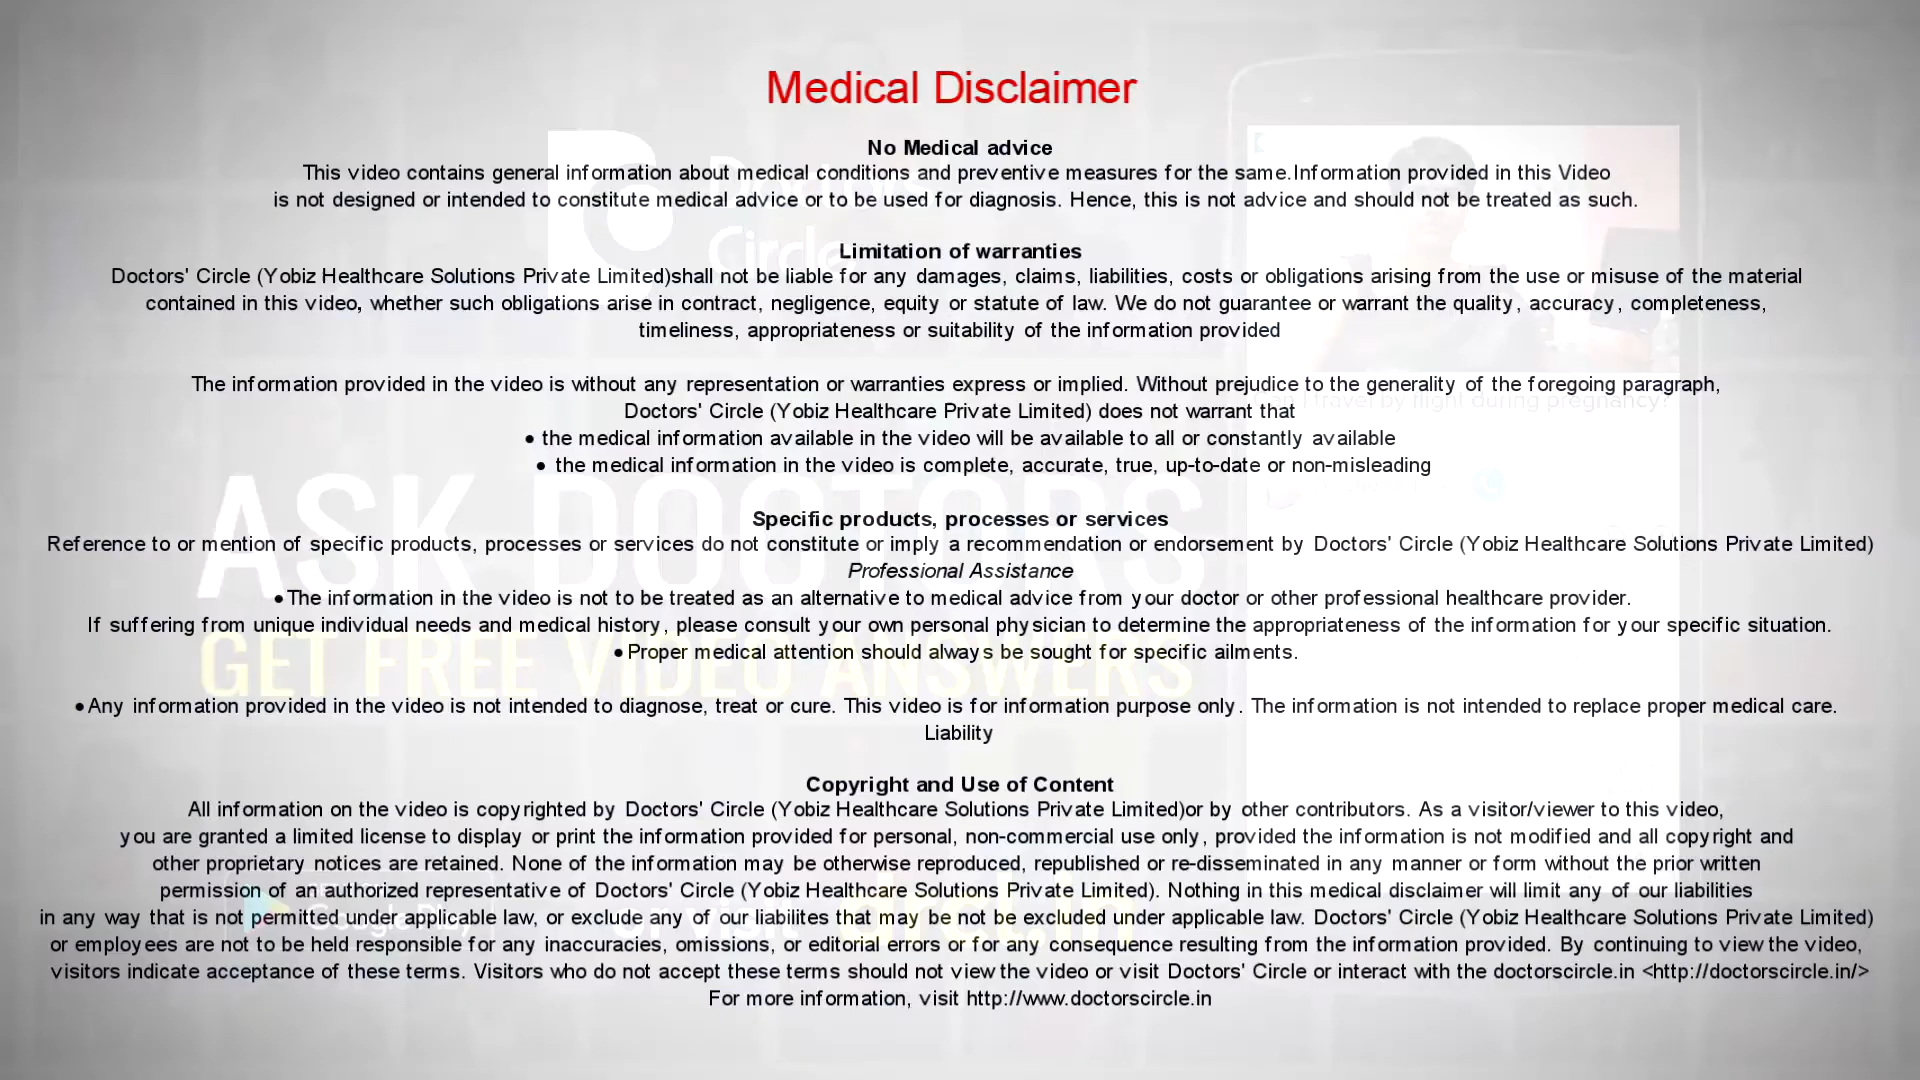 Medical Disclaimer
No Medical advice
This video contains general information about medical conditions and preventive measures for the same.Information provided in this Video
is not designed or intended to constitute medical advice or to be used for diagnosis. Hence, this is not advice and should not be treated as such.
Doctors
Circle
Limitation of warranties
Doctors' Circle (Yobiz Healthcare Solutions Private Limited)shall not be liable for any damages, claims, liabilities, costs or obligations arising from the use or misuse of the material
contained in this video, whether such obligations arise in contract, negligence, equity or statute of law. We do not guarantee or warrant the quality, accuracy, completeness,
timeliness, appropriateness or suitability of the information provided
The information provided in the video is without any representation or warranties express or implied. Without prejudice to the generality of the foregoing paragraph,
Can I travel by flight during pregnancy?
Doctors' Circle (Yobiz Healthcare Private Limited) does not warrant that
• the medical information available in the video will be available to all or constantly available
• the medical information in the video is complete, accurate, true, up-to-date or non-misleading
ASK DOCTORS
Specific products, processes or services
Reference to or mention of specific products, processes or services do not constitute or imply a recommendation or endorsement by Doctors' Circle (Yobiz Healthcare Solutions Private Limited)
Professional Assistance
•The information in the video is not to be treated as an alternative to medical advice from your doctor or other professional healthcare provider.
If suffering from unique individual needs and medical history, please consult your own personal physician to determine the appropriateness of the information for your specific situation.
•Proper medical attention should always be sought for specific ailments.
GET FREE VIDEO ANSWERS
•Any information provided in the video is not intended to diagnose, treat or cure. This video is for information purpose only. The information is not intended to replace proper medical care.
Liability
Copyright and Use of Content
All information on the video is copyrighted by Doctors' Circle (Yobiz Healthcare Solutions Private Limited)or by other contributors. As a visitor/viewer to this video,
you are granted a limited license to display or print the information provided for personal, non-commercial use only, provided the information is not modified and all copyright and
other proprietary notices are retained. None of the information may be otherwise reproduced, republished or re-disseminated in any manner or form without the prior written
permission of an authorized representative of Doctors' Circle (Yobiz Healthcare Solutions Private Limited). Nothing in this medical disclaimer will limit any of our liabilities
in any way that is not permitted under applicable law, or exclude any of our liabilites that may be not be excluded under applicable law. Doctors' Circle (Yobiz Healthcare Solutions Private Limited)
Google Play
or visit drcl.in
or employees are not to be held responsible for any inaccuracies, omissions, or editorial errors or for any consequence resulting from the information provided. By continuing to view the video,
visitors indicate acceptance of these terms. Visitors who do not accept these terms should not view the video or visit Doctors' Circle or interact with the doctorscircle.in <http://doctorscircle.in/>
For more information, visit http://www.doctorscircle.in